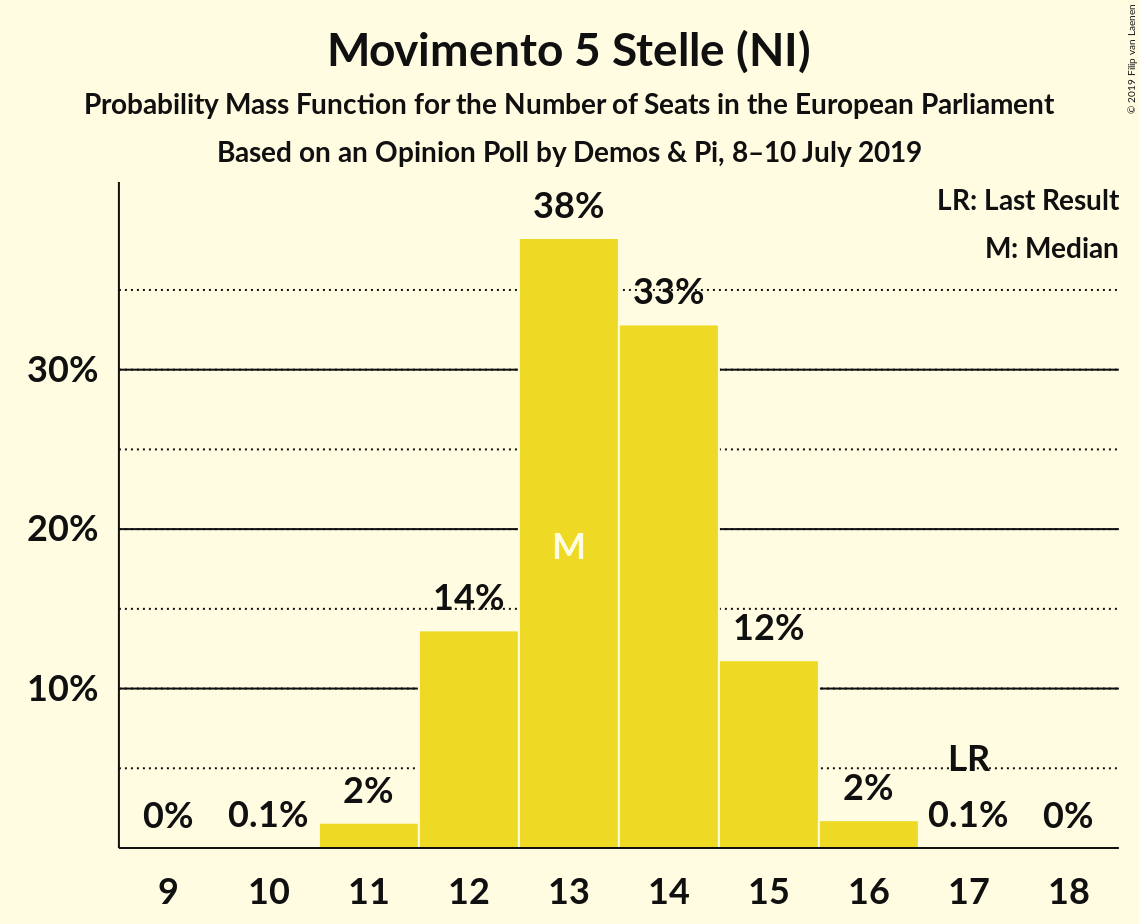 Movimento 5 Stelle (NI)
Probability Mass Function for the Number of Seats in the European Parliament
Based on an Opinion Poll by Demos & Pi, 8–10 July 2019
© 2019 Filip van Laenen
LR: Last Result
M: Median
38%
33%
30%
20%
M
14%
12%
10%
LR
2%
2%
0%
0.1%
0.1%
0%
9 10 11 12 13 14 15 16 17 18